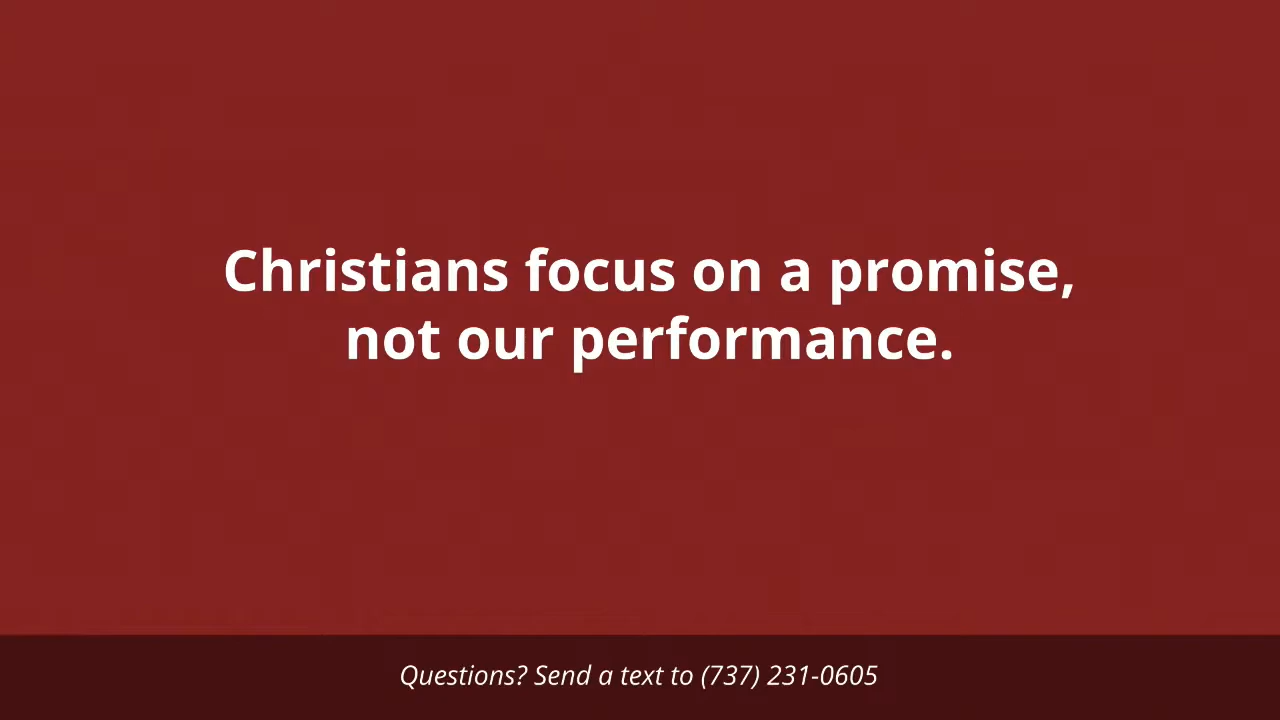 Christians focus on a promise,
not our performance.
Questions? Send a text to (737) 231-0605